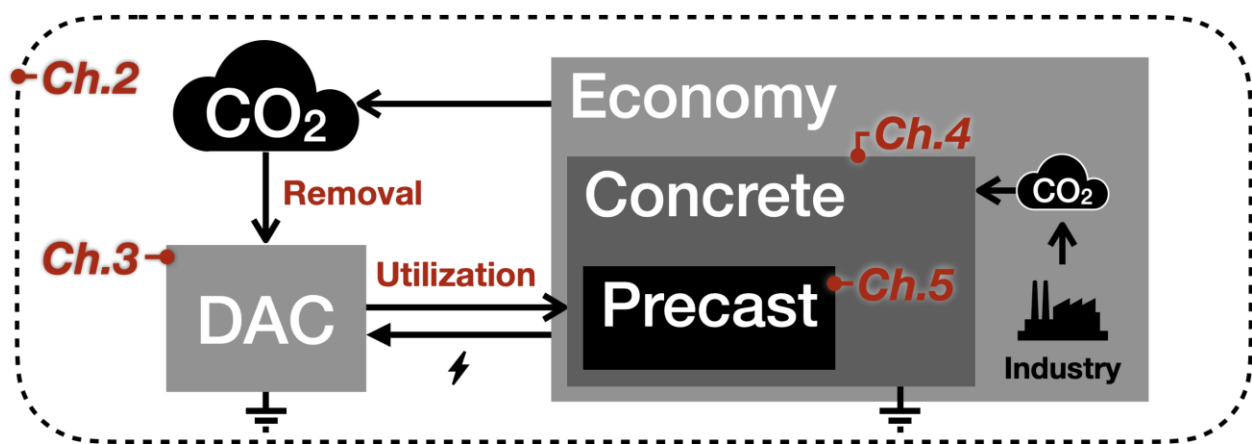 Ch.2
CO₂
Economy
Ch.4
Removal
Concrete
CO₂
Ch.3
Utilization
Ch.5
DAC
Precast
Industry